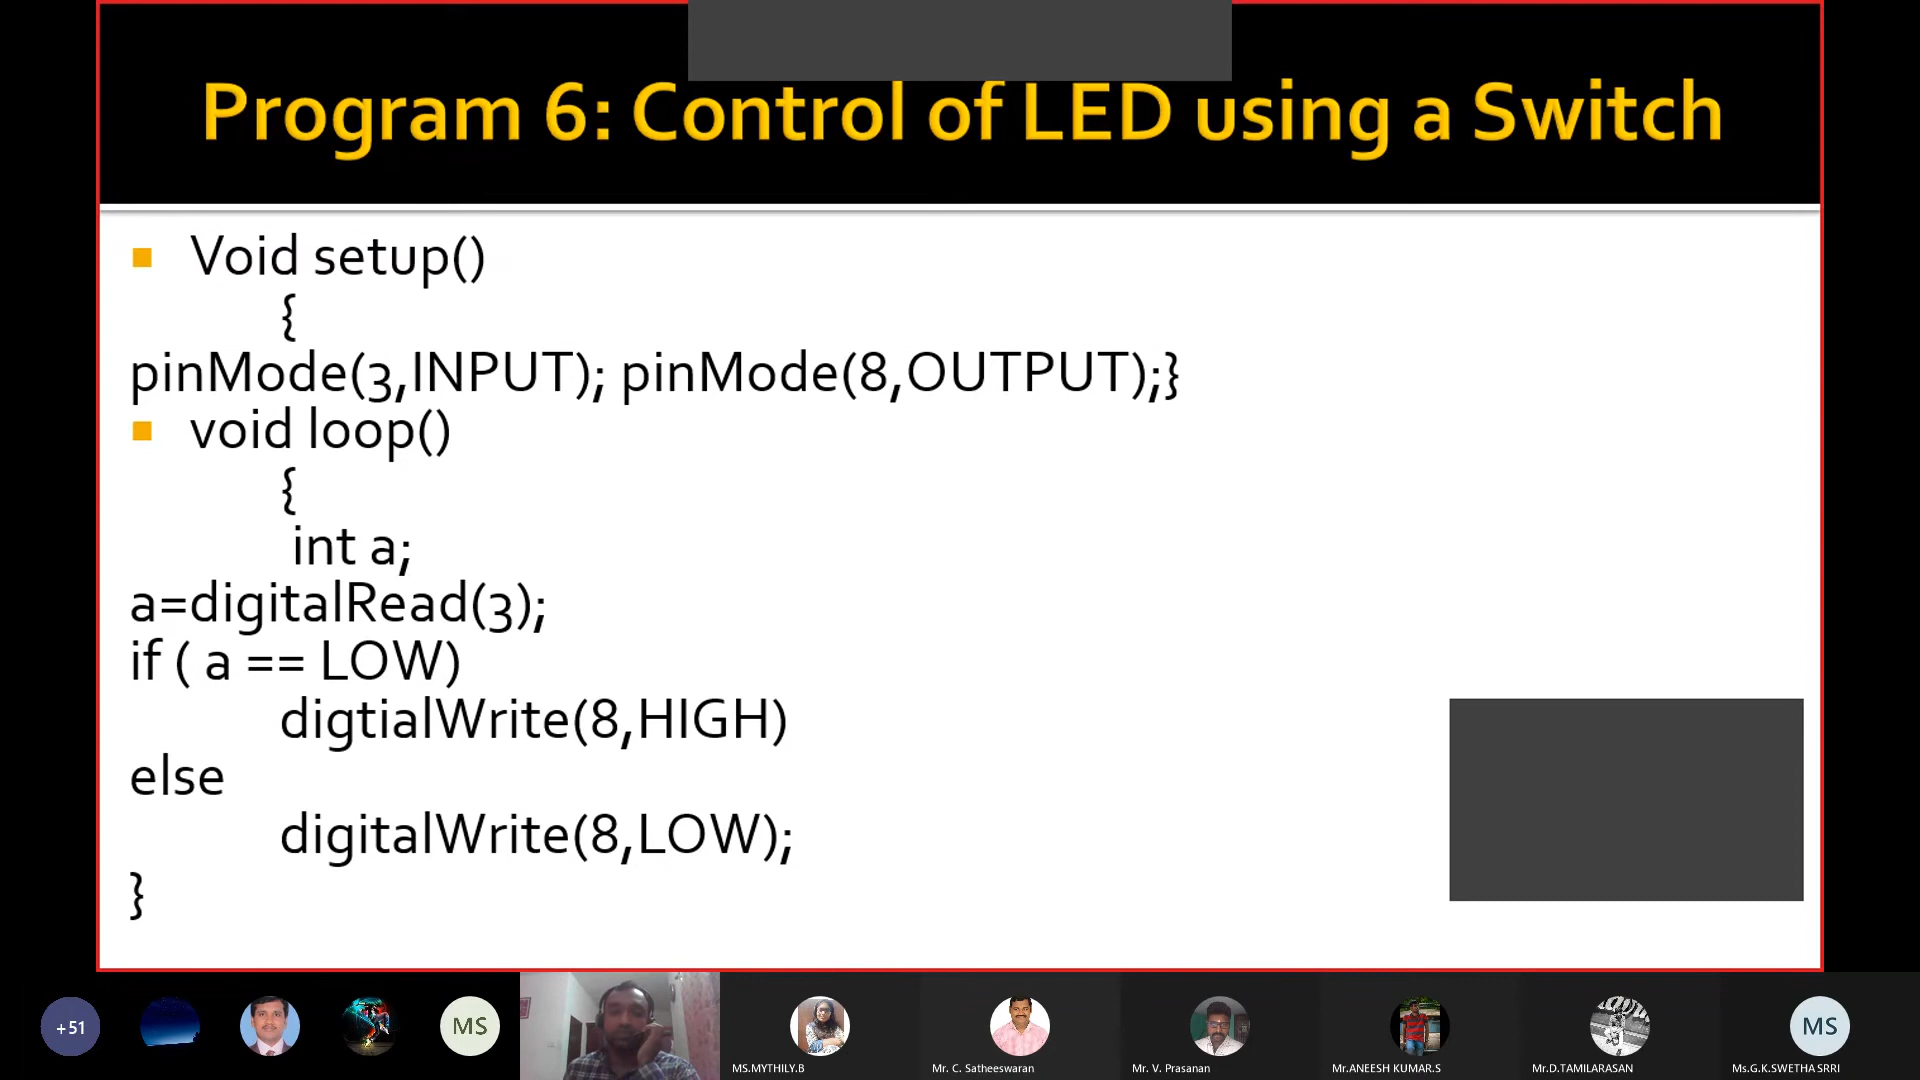 Program 6: Control of LED using a Switch
Void setup()
{
pinMode(3,INPUT); pinMode(8,OUTPUT);}
void loop()
{
int a;
a=digitalRead(3);
if ( a == LOW)
digtialWrite(8,HIGH)
else
digitalWrite(8,LOW);
}
+51
MS
MS.MYTHILY.B
Mr. C. Satheeswaran
Mr. V. Prasanan
Mr.ANEESH KUMAR.S
Mr.D.TAMILARASAN
MS
Ms.G.K.SWETHA SRRI